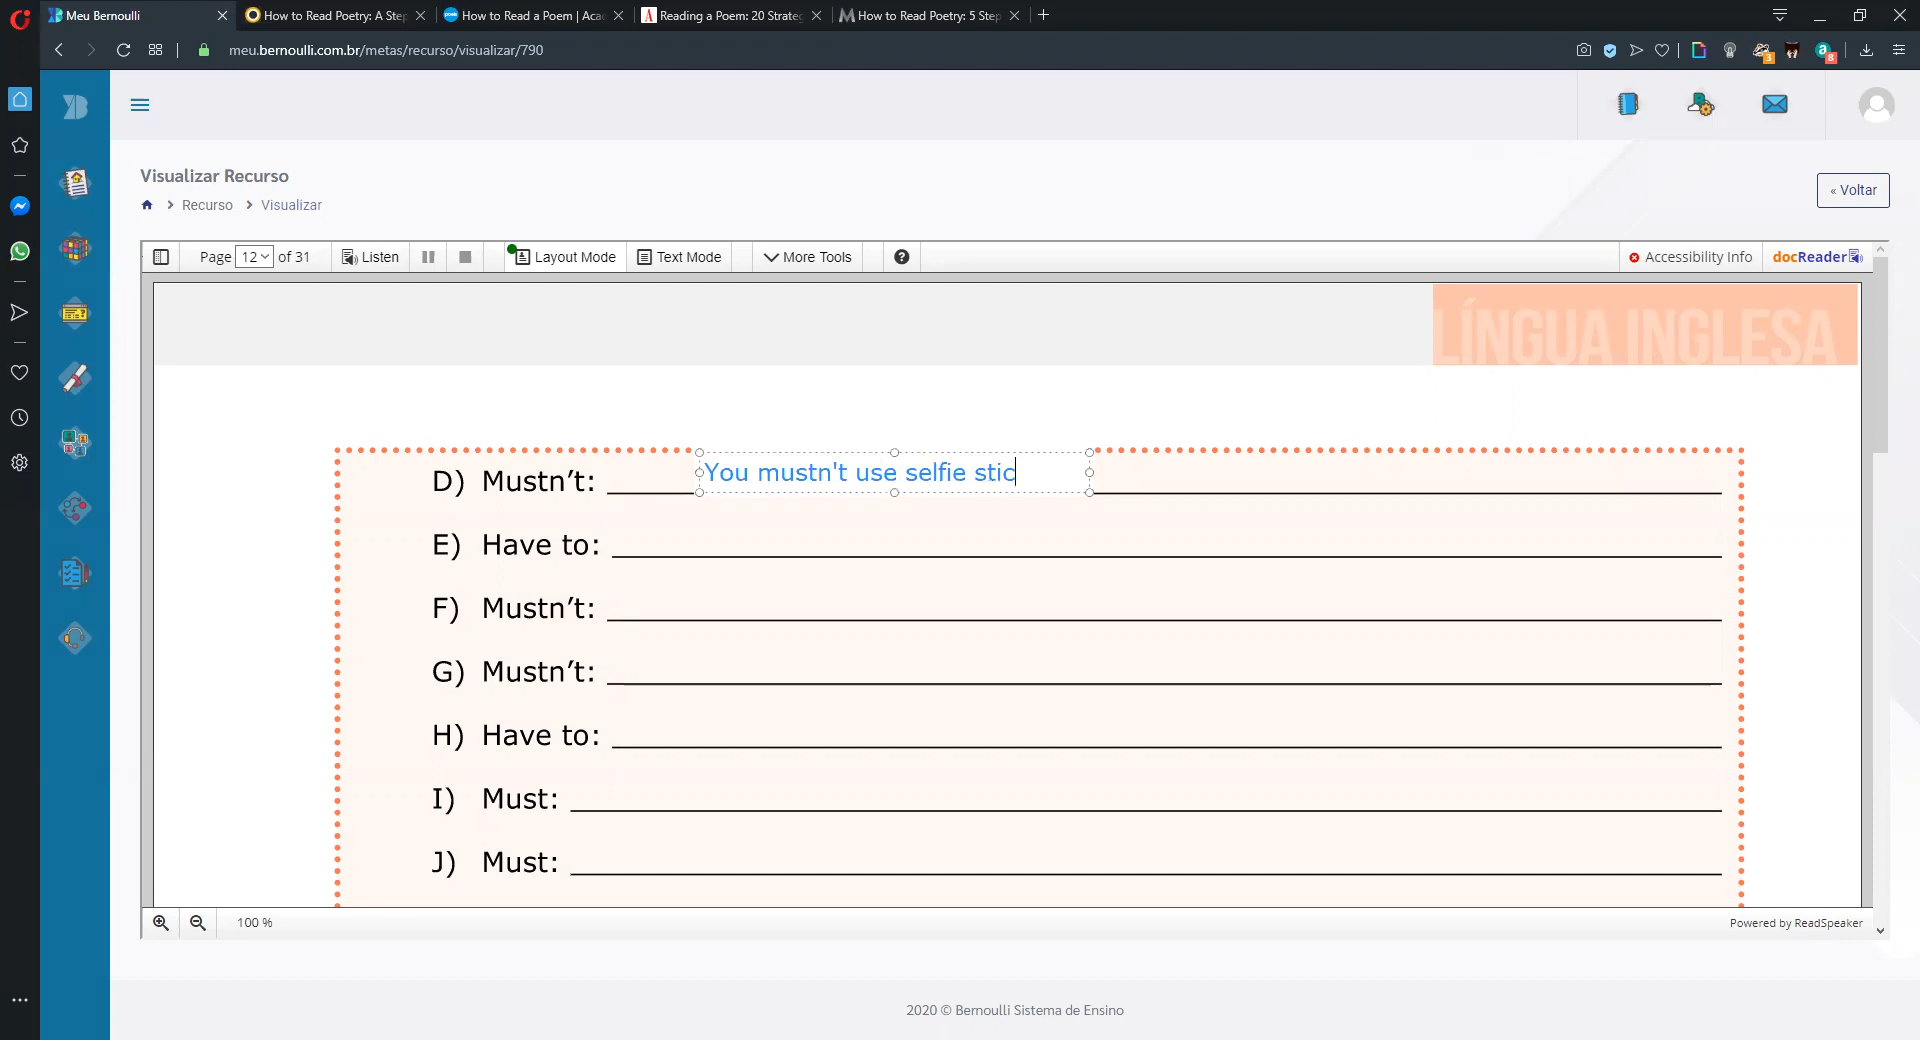 Meu Bernoulli
How to Read Poetry: A Step
How to Read a Poem | Acad
Reading a Poem: 20 Strateg
How to Read Poetry: 5 Step
meu.bernoulli.com.br/metas/recurso/visualizar/790
3
a
8
Visualizar Recurso
Recurso
Visualizar
« Voltar
Page 12 of 31
Listen
Layout Mode
Text Mode
More Tools
?
Accessibility Info
docReader
LÍNGUA INGLESA
D) Mustn’t: You mustn't use selfie stic
E) Have to:
F) Mustn’t:
G) Mustn’t:
H) Have to:
I) Must:
J) Must:
100 %
Powered by ReadSpeaker
2020 © Bernoulli Sistema de Ensino